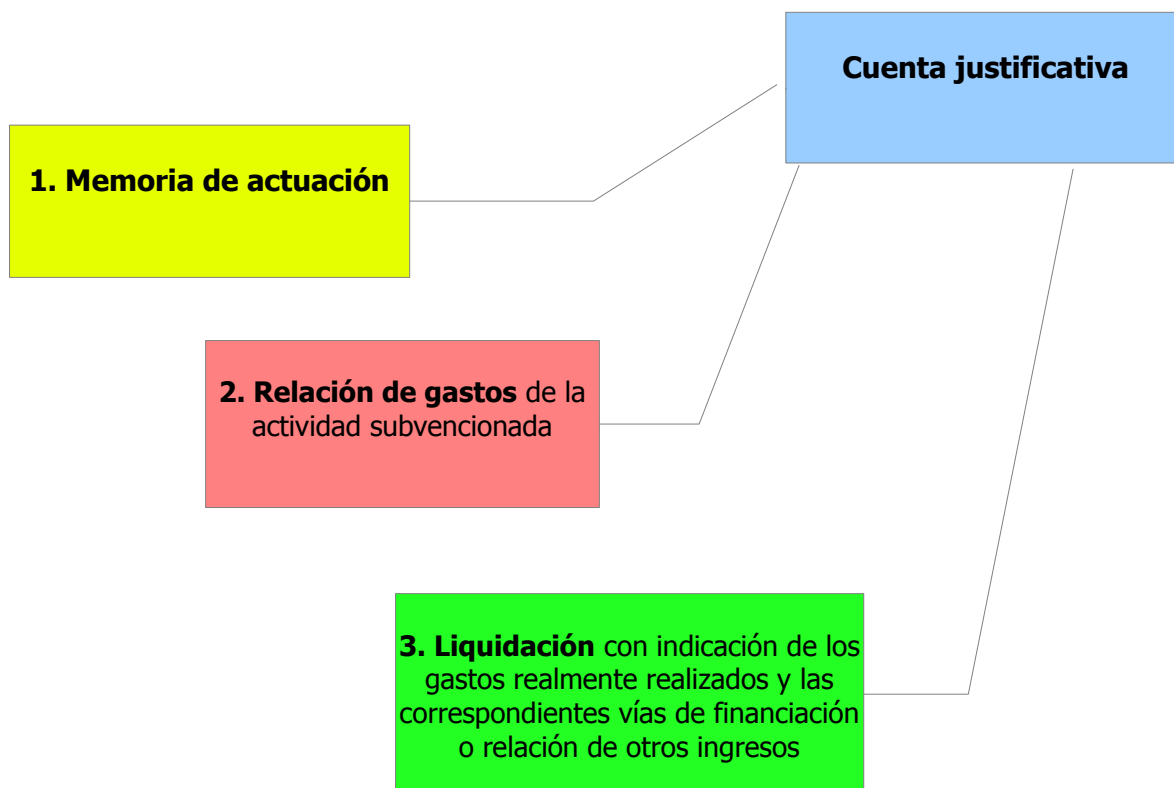 Cuenta justificativa
1. Memoria de actuación
2. Relación de gastos de la
actividad subvencionada
3. Liquidación con indicación de los
gastos realmente realizados y las
correspondientes vías de financiación
o relación de otros ingresos